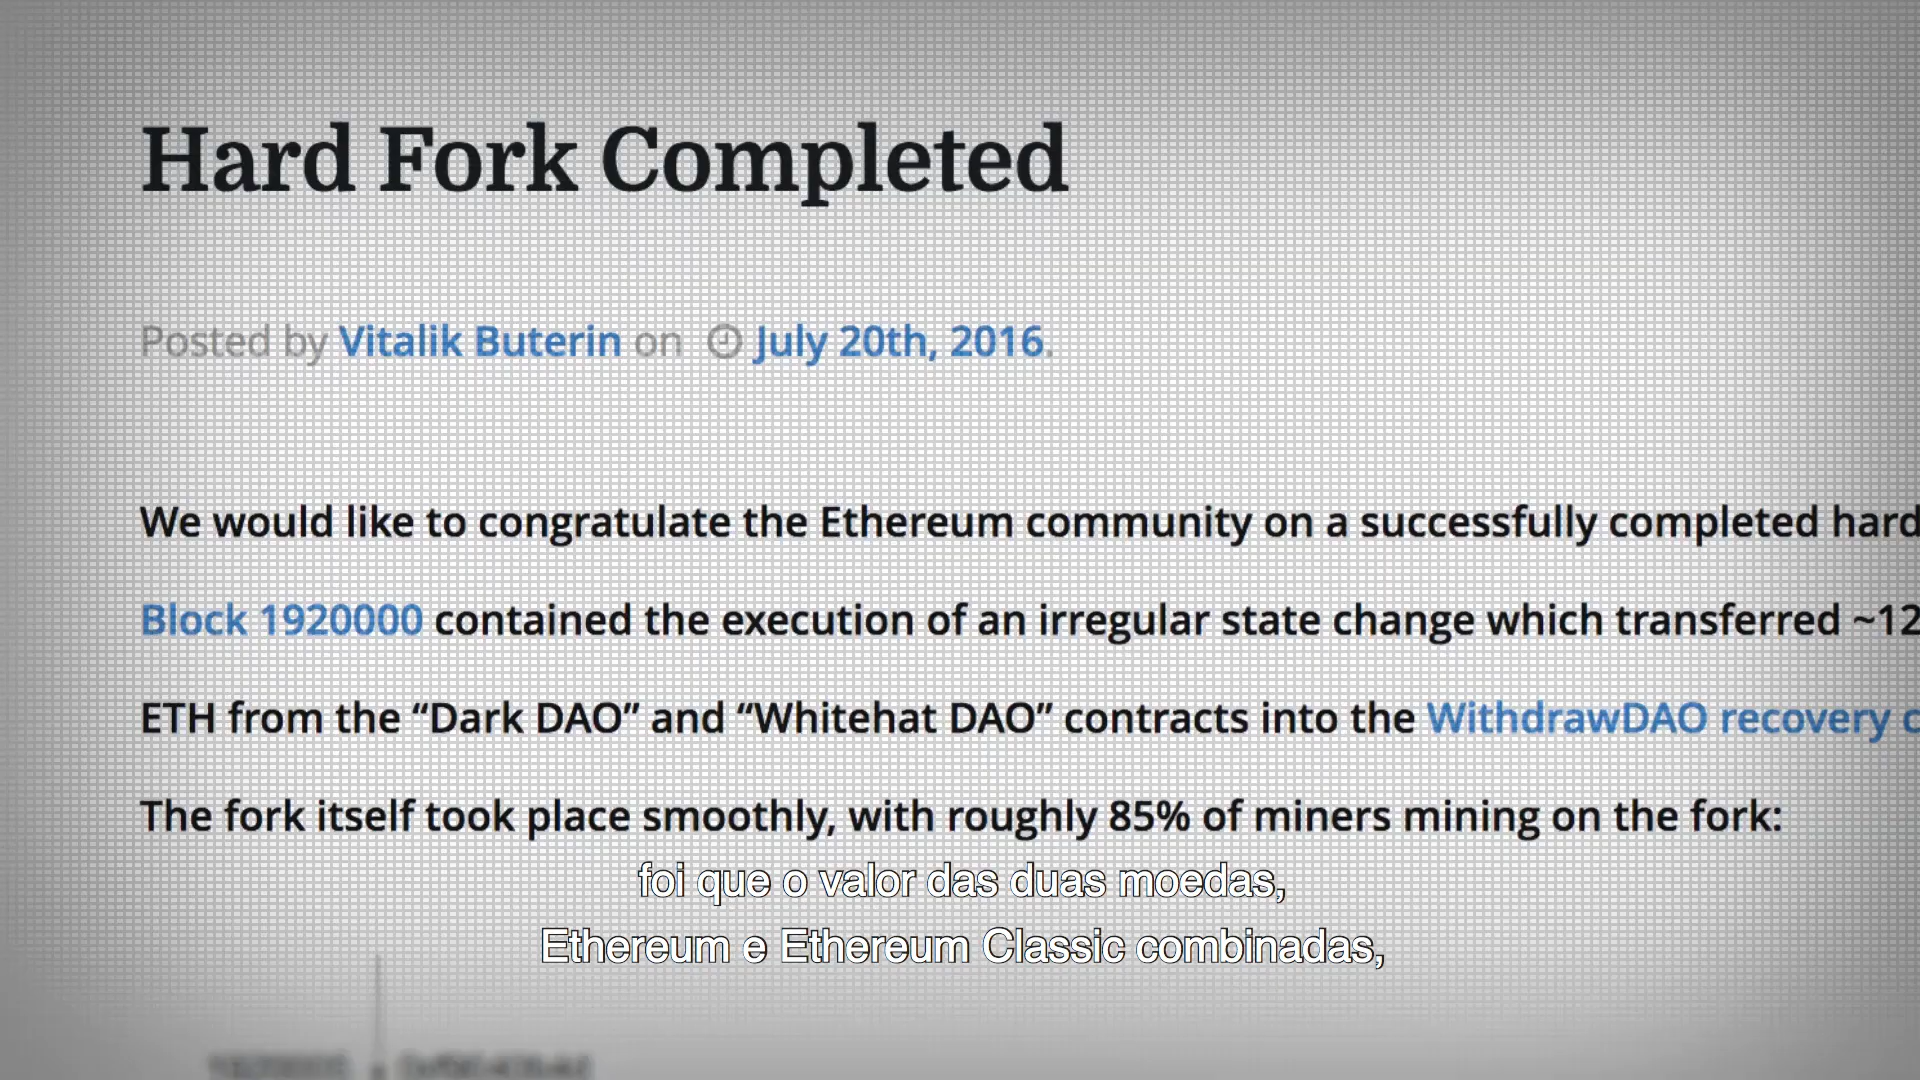 Hard Fork Completed
Posted by Vitalik Buterin on July 20th, 2016.
We would like to congratulate the Ethereum community on a successfully completed hard
Block 1920000 contained the execution of an irregular state change which transferred ~12
ETH from the “Dark DAO” and “Whitehat DAO” contracts into the WithdrawDAO recovery c
The fork itself took place smoothly, with roughly 85% of miners mining on the fork:
foi que o valor das duas moedas,
Ethereum e Ethereum Classic combinadas,